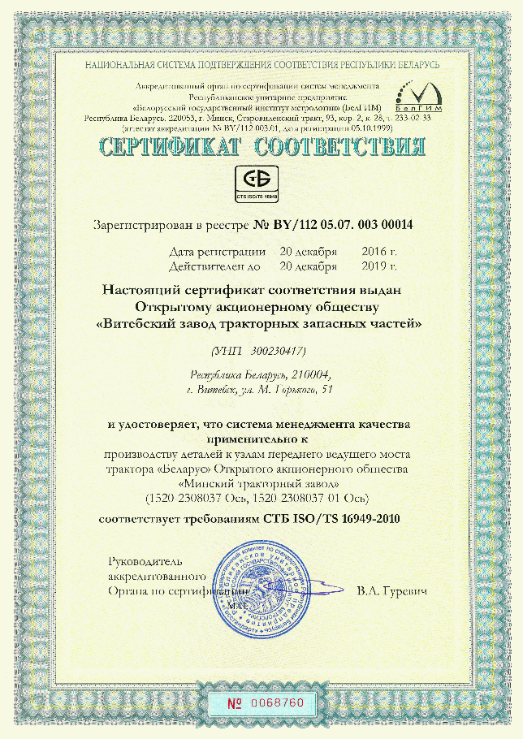 НАЦИОНАЛЬНАЯ СИСТЕМА ПОДТВЕРЖДЕНИЯ СООТВЕТСТВИЯ РЕСПУБЛИКИ БЕЛАРУСЬ
Аккредитованный орган по сертификации систем менеджмента
Республиканское унитарное предприятие
«Белорусский государственный институт метрологии» (БелГИМ)
Республика Беларусь, 220053, г. Минск, Старовиленский тракт, 93, кор. 2, к. 28, т. 233-02-33
(аттестат аккредитации № BY/112 003.01, дата регистрации 05.10.1999)
БелГИМ
СЕРТИФИКАТ СООТВЕТСТВИЯ
СТБ
СТБ ISO/TS 16949
Зарегистрирован в реестре № BY/112 05.07. 003 00014
Дата регистрации 20 декабря 2016 г.
Действителен до 20 декабря 2019 г.
Настоящий сертификат соответствия выдан
Открытому акционерному обществу
«Витебский завод тракторных запасных частей»
(УНП 300230417)
Республика Беларусь, 210004,
г. Витебск, ул. М. Горького, 51
и удостоверяет, что система менеджмента качества
применительно к
производству деталей к узлам переднего ведущего моста
трактора «Беларус» Открытого акционерного общества
«Минский тракторный завод»
(1520-2308037 Ось, 1520-2308037-01 Ось)
соответствует требованиям СТБ ISO/TS 16949-2010
Руководитель
аккредитованного
Органа по сертификации В.Л. Гуревич
М.П.
№ 0068760